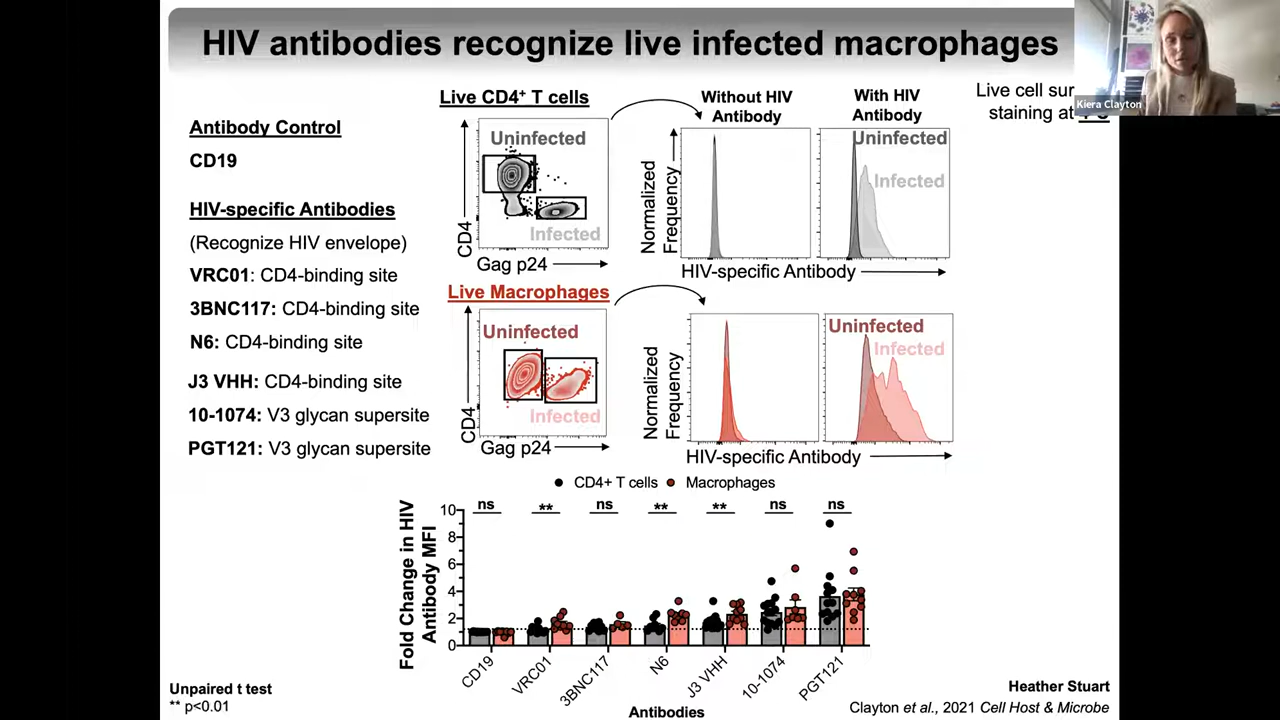 HIV antibodies recognize live infected macrophages
Kiera Clayton
Live cell sur
staining at
Antibody Control
CD19
HIV-specific Antibodies
(Recognize HIV envelope)
VRC01: CD4-binding site
3BNC117: CD4-binding site
N6: CD4-binding site
J3 VHH: CD4-binding site
10-1074: V3 glycan supersite
PGT121: V3 glycan supersite
Live CD4+ T cells
Uninfected
Infected
CD4
Gag p24
Without HIV
Antibody
With HIV
Antibody
Uninfected
Infected
Normalized
Frequency
HIV-specific Antibody
Live Macrophages
Uninfected
Infected
CD4
Gag p24
Uninfected
Infected
Normalized
Frequency
HIV-specific Antibody
CD4+ T cells
Macrophages
Fold Change in HIV
Antibody MFI
10
8
6
4
2
0
ns
**
ns
**
**
ns
ns
CD19
VRC01
3BNC117
N6
J3 VHH
10-1074
PGT121
Antibodies
Unpaired t test
** p<0.01
Heather Stuart
Clayton et al., 2021 Cell Host & Microbe